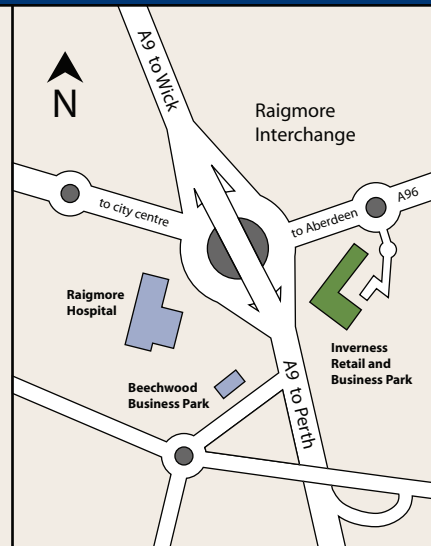 A9 to Wick
N
Raigmore
Interchange
to city centre
to Aberdeen
A96
Raigmore
Hospital
Inverness
Retail and
Business Park
Beechwood
Business Park
A9 to Perth